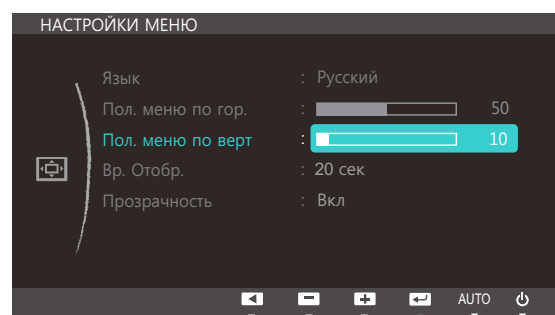 НАСТРОЙКИ МЕНЮ
Язык : Русский
Пол. меню по гор. : 50
Пол. меню по верт : 10
Вр. Отобр. : 20 сек
Прозрачность : Вкл
AUTO